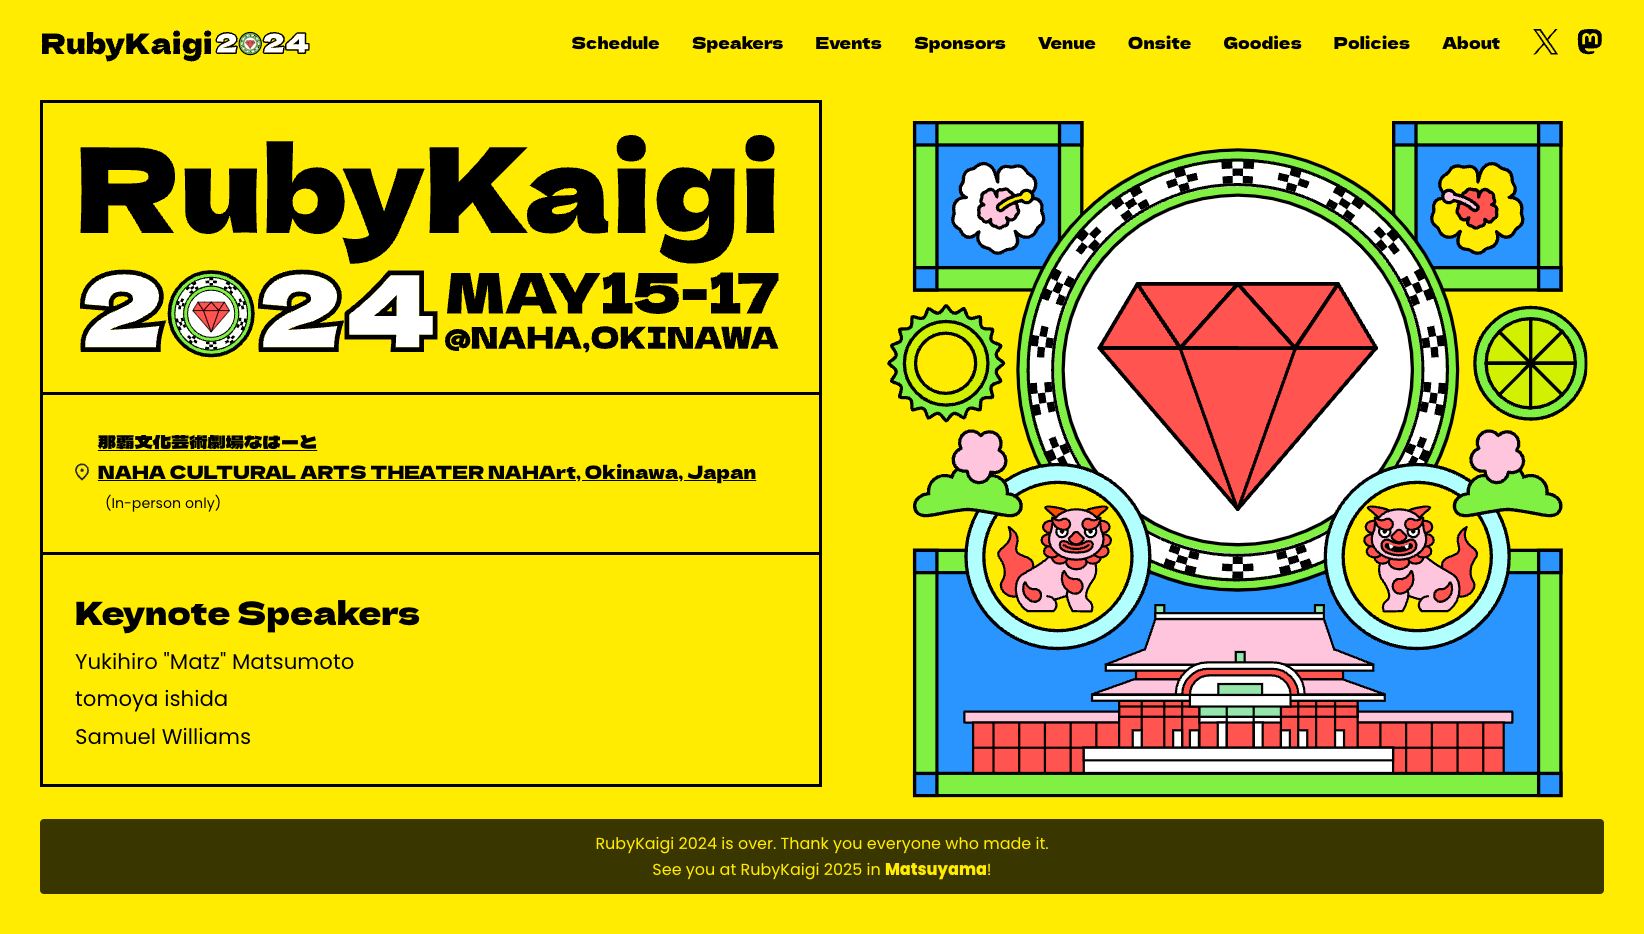 RubyKaigi 2024
Schedule Speakers Events Sponsors Venue Onsite Goodies Policies About
RubyKaigi
2024 MAY15-17
@NAHA,OKINAWA
那覇文化芸術劇場なはーと
NAHA CULTURAL ARTS THEATER NAHArt, Okinawa, Japan
(In-person only)
Keynote Speakers
Yukihiro "Matz" Matsumoto
tomoya ishida
Samuel Williams
RubyKaigi 2024 is over. Thank you everyone who made it.
See you at RubyKaigi 2025 in Matsuyama!